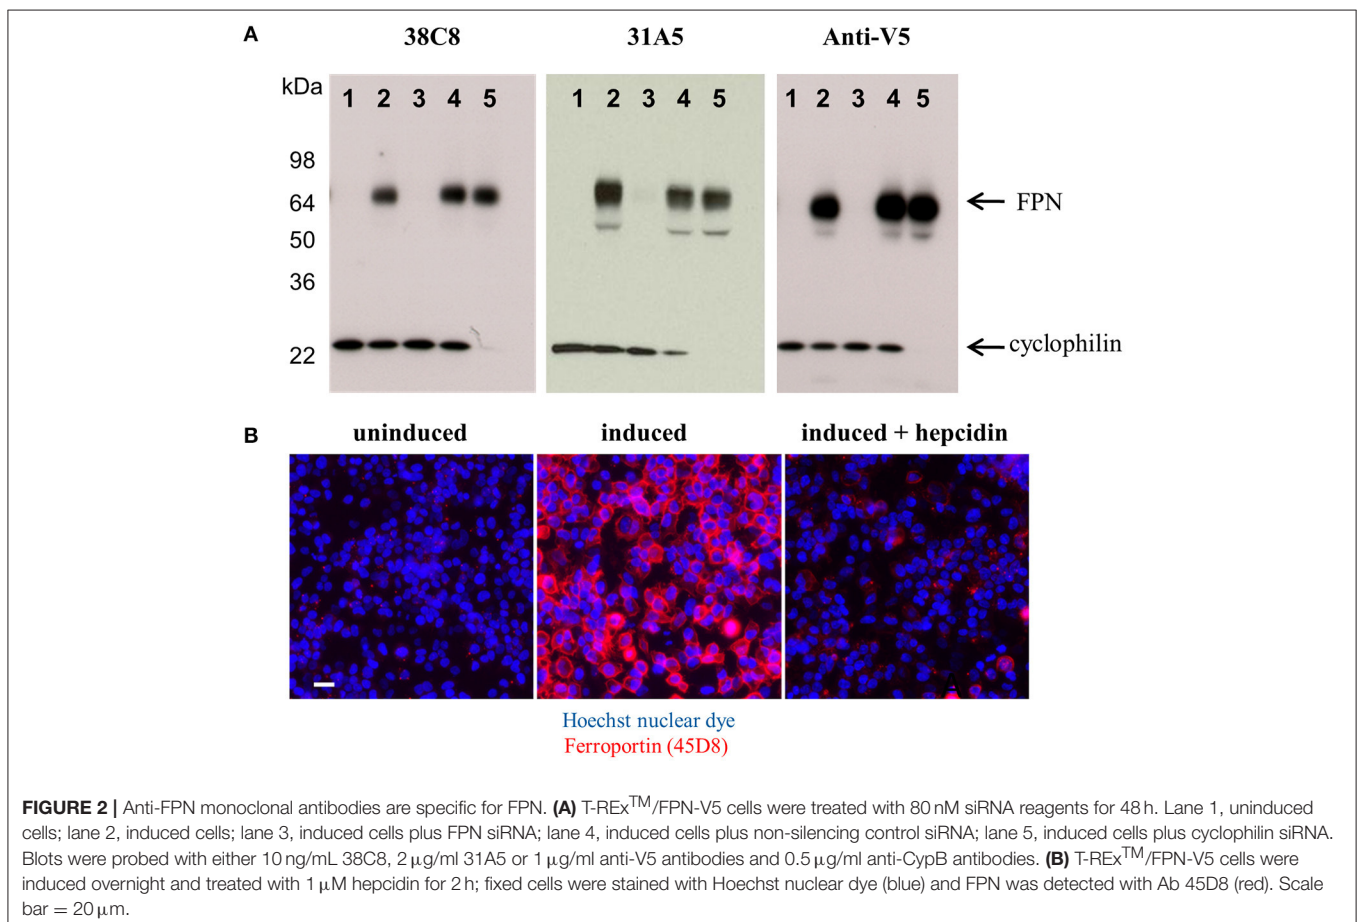 A
38C8
31A5
Anti-V5
kDa
1 2 3 4 5
1 2 3 4 5
1 2 3 4 5
98
64
50
36
22
FPN
cyclophilin
B
uninduced
induced
induced + hepcidin
Hoechst nuclear dye
Ferroportin (45D8)
FIGURE 2 | Anti-FPN monoclonal antibodies are specific for FPN. (A) T-REx™/FPN-V5 cells were treated with 80 nM siRNA reagents for 48 h. Lane 1, uninduced
cells; lane 2, induced cells; lane 3, induced cells plus FPN siRNA; lane 4, induced cells plus non-silencing control siRNA; lane 5, induced cells plus cyclophilin siRNA.
Blots were probed with either 10 ng/mL 38C8, 2 μg/ml 31A5 or 1 μg/ml anti-V5 antibodies and 0.5 μg/ml anti-CypB antibodies. (B) T-REx™/FPN-V5 cells were
induced overnight and treated with 1 μM hepcidin for 2 h; fixed cells were stained with Hoechst nuclear dye (blue) and FPN was detected with Ab 45D8 (red). Scale
bar = 20 μm.